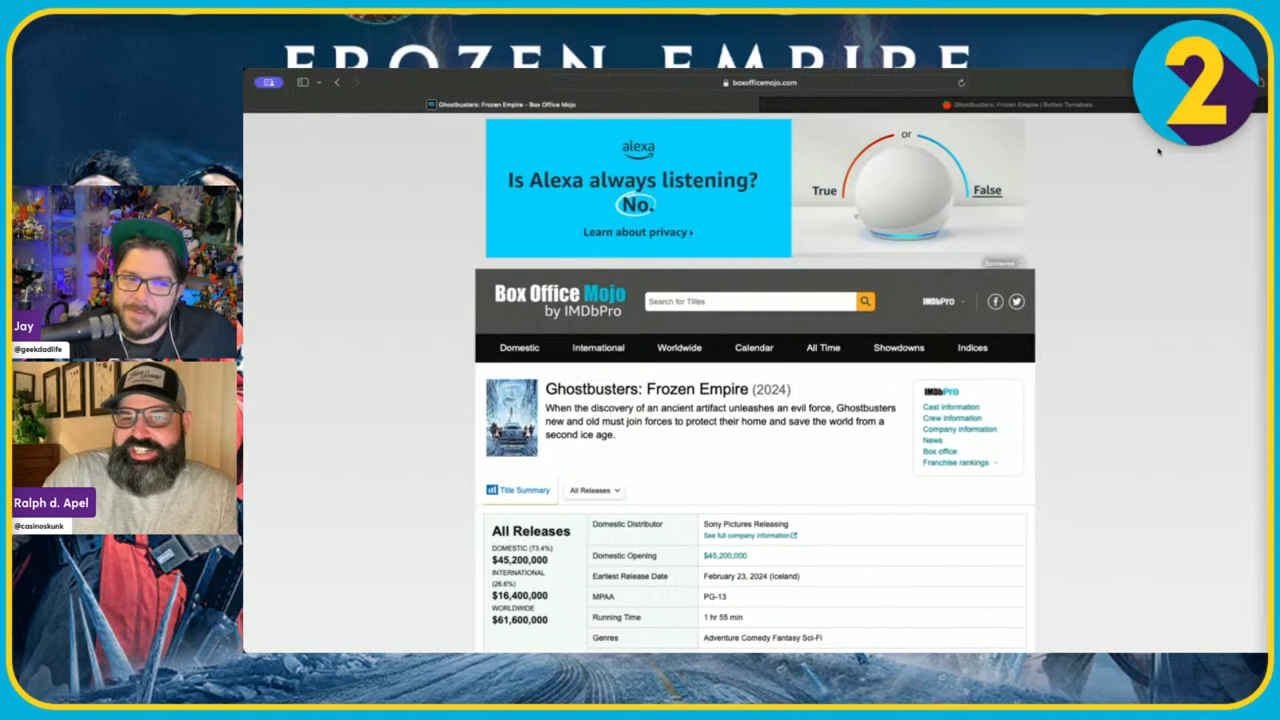 FROZEN EMPIRE
2
boxofficemojo.com
Ghostbusters: Frozen Empire - Box Office Mojo
Ghostbusters: Frozen Empire | Rotten Tomatoes
alexa
Is Alexa always listening?
No.
Learn about privacy ›
or
True
False
Sponsored
Box Office Mojo
by IMDbPro
Search for Titles
IMDbPro
Domestic
International
Worldwide
Calendar
All Time
Showdowns
Indices
Ghostbusters: Frozen Empire (2024)
When the discovery of an ancient artifact unleashes an evil force, Ghostbusters
new and old must join forces to protect their home and save the world from a
second ice age.
IMDbPro
Cast information
Crew information
Company information
News
Box office
Franchise rankings
Title Summary
All Releases
All Releases
DOMESTIC (73.4%)
$45,200,000
INTERNATIONAL
(26.6%)
$16,400,000
WORLDWIDE
$61,600,000
Domestic Distributor
Sony Pictures Releasing
See full company information
Domestic Opening
$45,200,000
Earliest Release Date
February 23, 2024 (Iceland)
MPAA
PG-13
Running Time
1 hr 55 min
Genres
Adventure Comedy Fantasy Sci-Fi
Jay
@geekdadlife
Ralph d. Apel
@casinoskunk